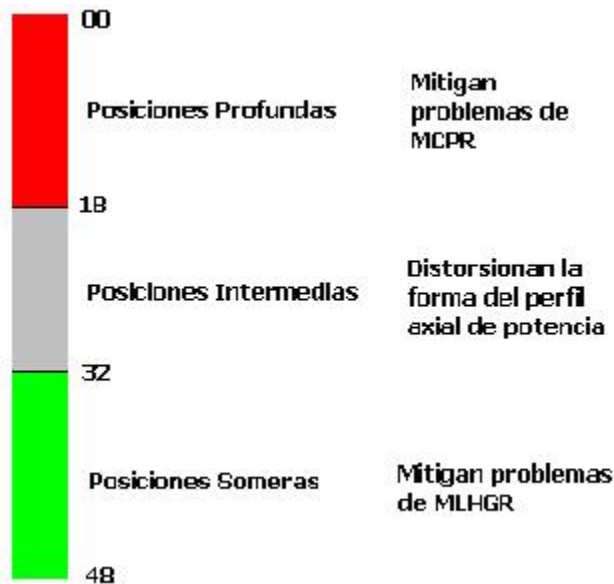 00
Posiciones Profundas
Mitigan
problemas de
MCPR
18
Posiciones Intermedias
Distorsionan la
forma del perfil
axial de potencia
32
Posiciones Someras
Mitigan problemas
de MLHGR
48